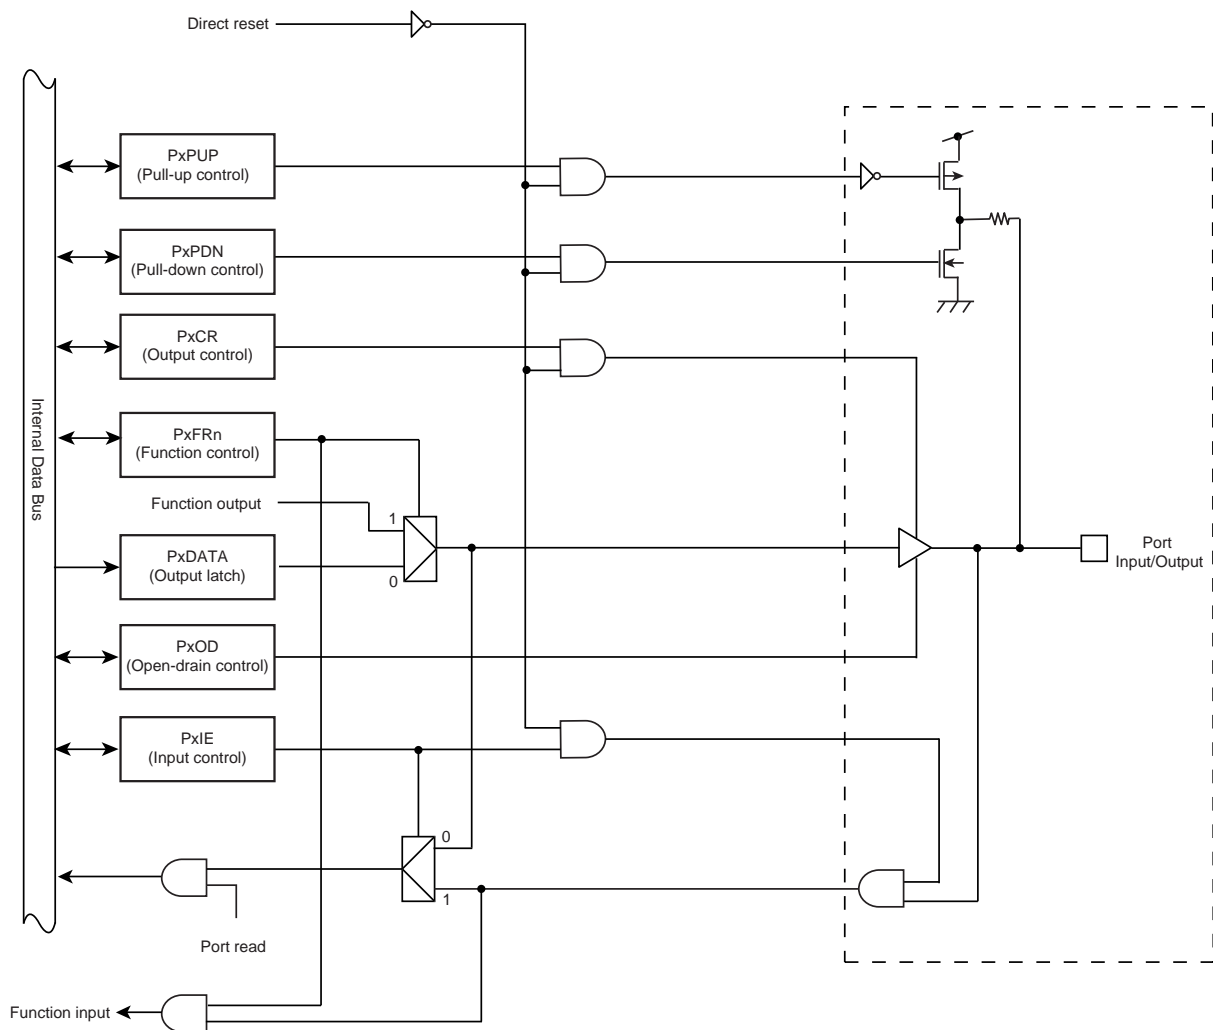 Direct reset
PxPUP
(Pull-up control)
PxPDN
(Pull-down control)
PxCR
(Output control)
Internal Data Bus
PxFRn
(Function control)
Function output
1
0
PxDATA
(Output latch)
Port
Input/Output
PxOD
(Open-drain control)
PxIE
(Input control)
0
1
Port read
Function input